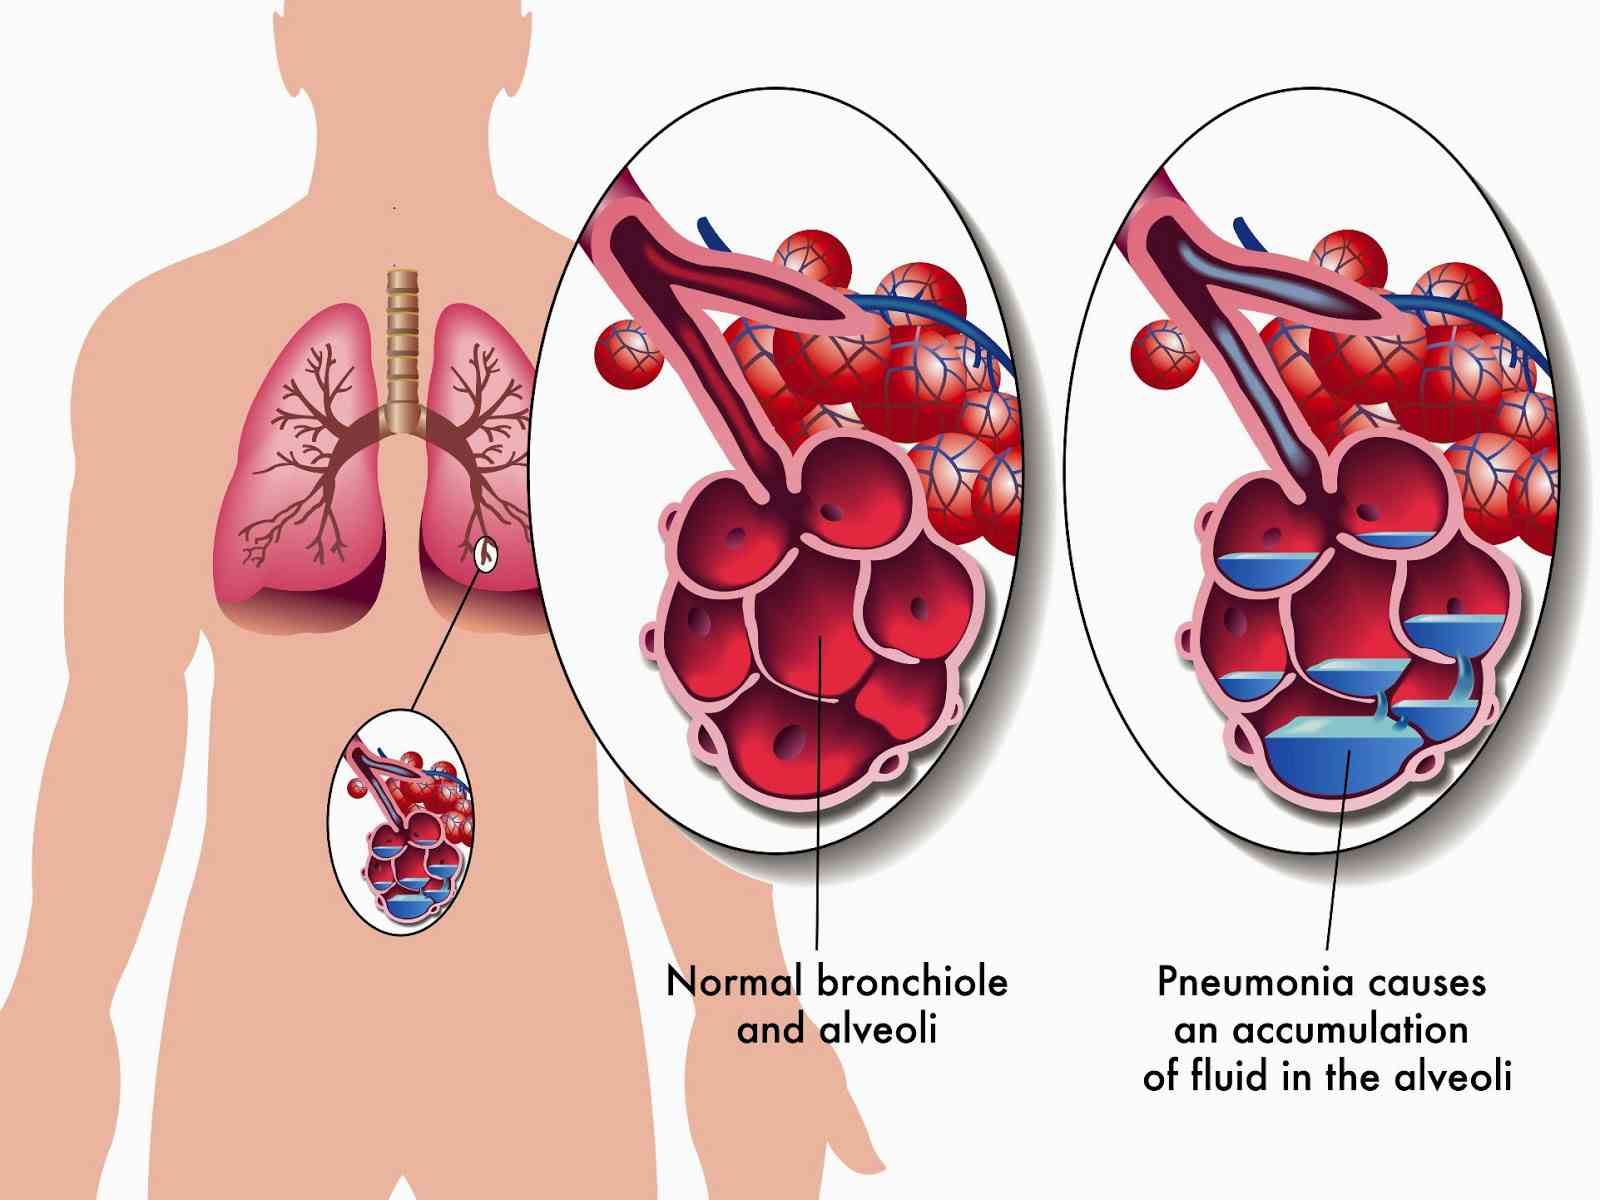 Normal bronchiole
and alveoli
Pneumonia causes
an accumulation
of fluid in the alveoli